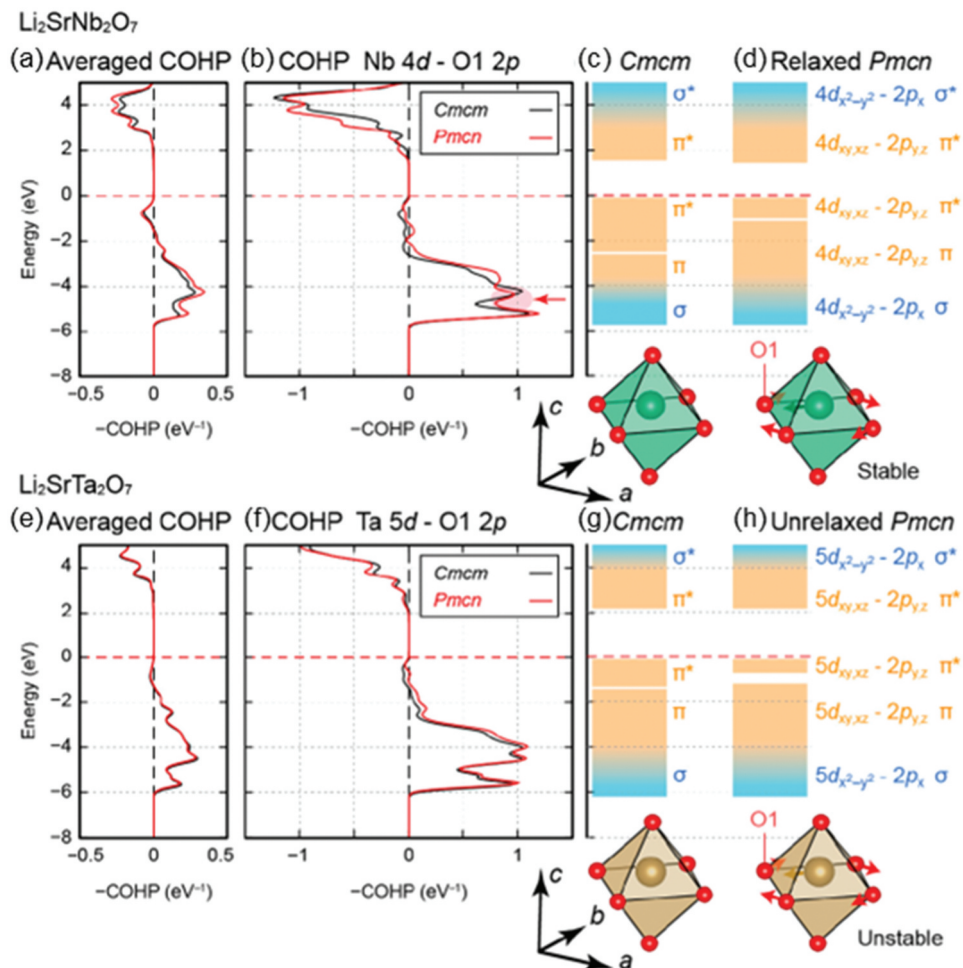 Li₂SrNb₂O₇
(a) Averaged COHP (b) COHP Nb 4d - O1 2p (c) Cmcm (d) Relaxed Pmcn
4
2
0
−2
−4
−6
−8
Energy (eV)
−0.5 0 0.5
−COHP (eV⁻¹)
Cmcm
Pmcn
−1 0 1
−COHP (eV⁻¹)
σ*
π*
π*
π
σ
4dx²−y² - 2px σ*
4dxy,xz - 2py,z π*
4dxy,xz - 2py,z π*
4dxy,xz - 2py,z π
4dx²−y² - 2px σ
c
b
a
O1
Stable
Li₂SrTa₂O₇
(e) Averaged COHP (f) COHP Ta 5d - O1 2p (g) Cmcm (h) Unrelaxed Pmcn
4
2
0
−2
−4
−6
−8
Energy (eV)
−0.5 0 0.5
−COHP (eV⁻¹)
Cmcm
Pmcn
−1 0 1
−COHP (eV⁻¹)
σ*
π*
π*
π
σ
5dx²−y² - 2px σ*
5dxy,xz - 2py,z π*
5dxy,xz - 2py,z π*
5dxy,xz - 2py,z π
5dx²−y² - 2px σ
c
b
a
O1
Unstable